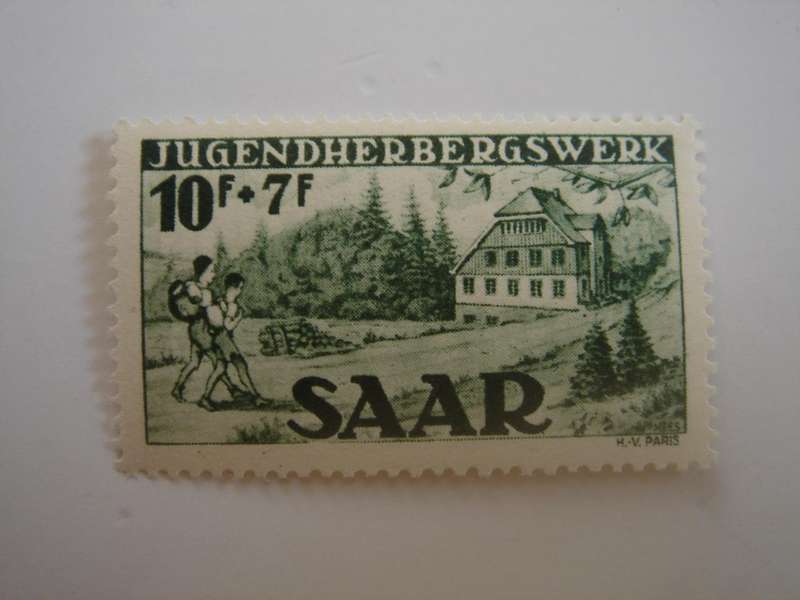 JUGENDHERBERGSWERK
10F+7F
SAAR
H.-V. PARIS